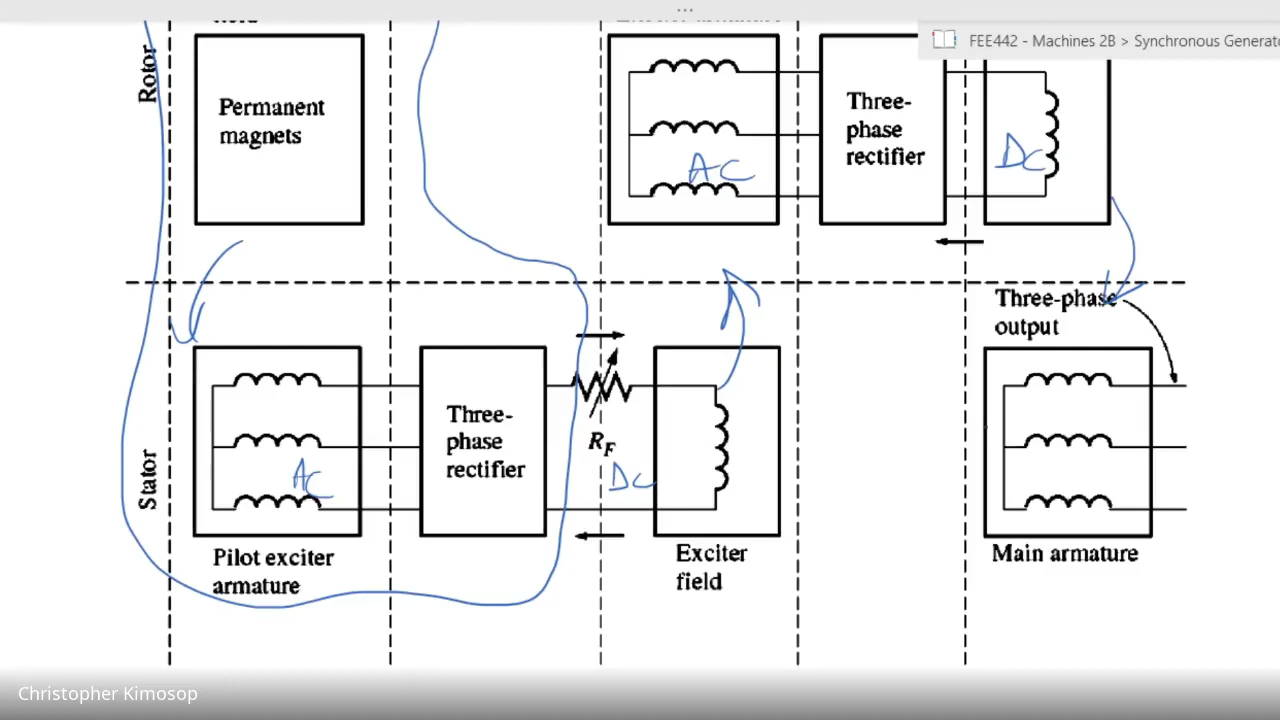 ...
FEE442 - Machines 2B > Synchronous Generato
Rotor
Permanent
magnets
AC
Three-
phase
rectifier
DC
Three-phase
output
Stator
AC
Pilot exciter
armature
Three-
phase
rectifier
RF
DC
Exciter
field
Main armature
Christopher Kimosop